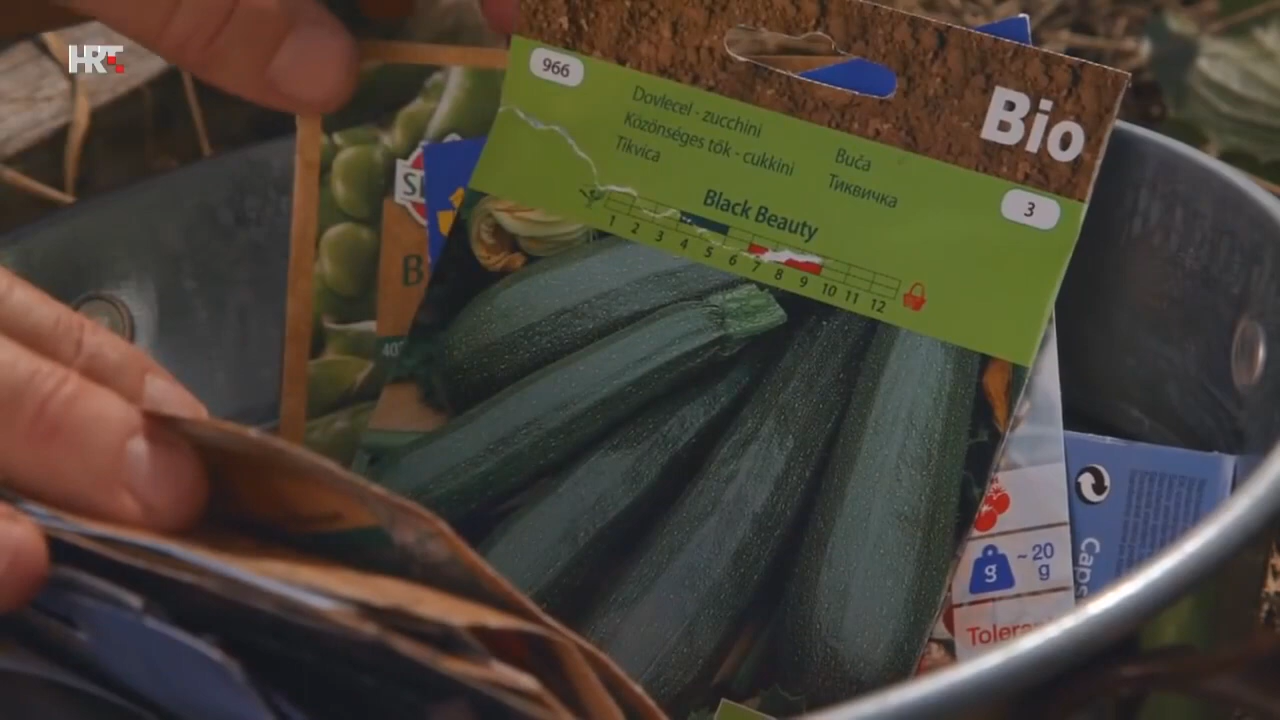 HRT
966
Bio
Dovlecel - zucchini
Közönséges tök - cukkini
Tikvica
Buča
Тиквичка
3
Black Beauty
1 2 3 4 5 6 7 8 9 10 11 12
B
~ 20
g
g
Caps